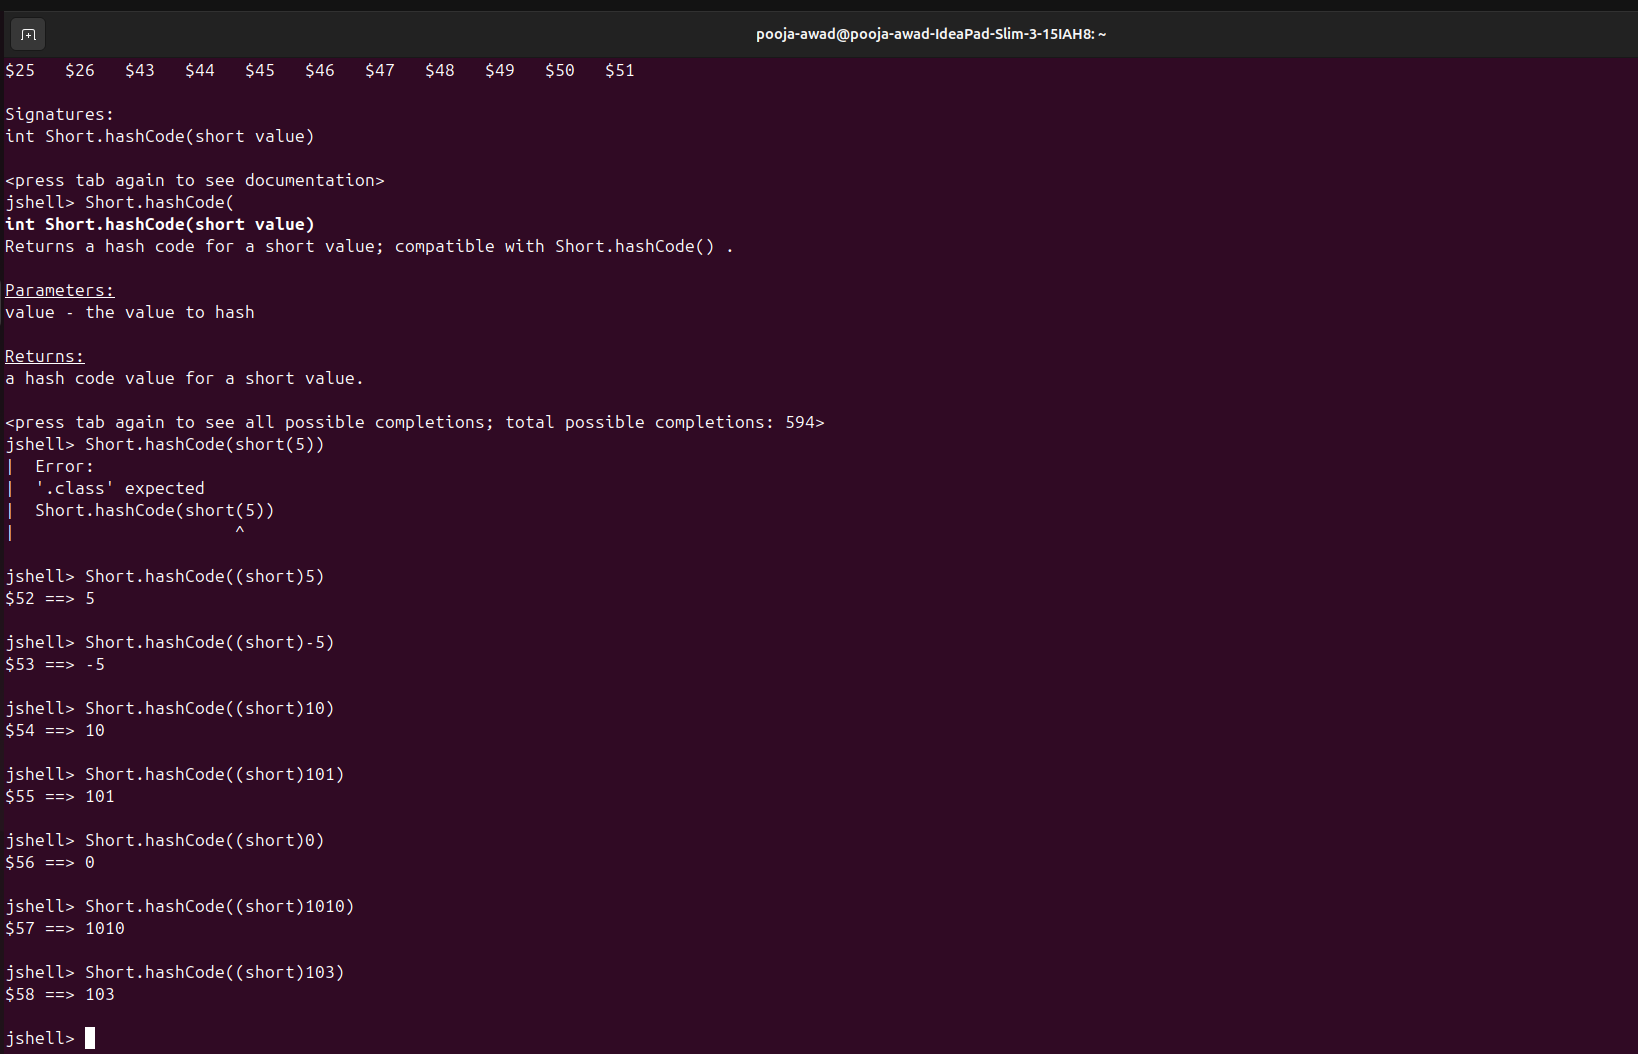 pooja-awad@pooja-awad-IdeaPad-Slim-3-15IAH8: ~
$25   $26   $43   $44   $45   $46   $47   $48   $49   $50   $51
Signatures:
int Short.hashCode(short value)
<press tab again to see documentation>
jshell> Short.hashCode(
int Short.hashCode(short value)
Returns a hash code for a short value; compatible with Short.hashCode() .
Parameters:
value - the value to hash
Returns:
a hash code value for a short value.
<press tab again to see all possible completions; total possible completions: 594>
jshell> Short.hashCode(short(5))
|  Error:
|  '.class' expected
|  Short.hashCode(short(5))
|                      ^
jshell> Short.hashCode((short)5)
$52 ==> 5
jshell> Short.hashCode((short)-5)
$53 ==> -5
jshell> Short.hashCode((short)10)
$54 ==> 10
jshell> Short.hashCode((short)101)
$55 ==> 101
jshell> Short.hashCode((short)0)
$56 ==> 0
jshell> Short.hashCode((short)1010)
$57 ==> 1010
jshell> Short.hashCode((short)103)
$58 ==> 103
jshell>